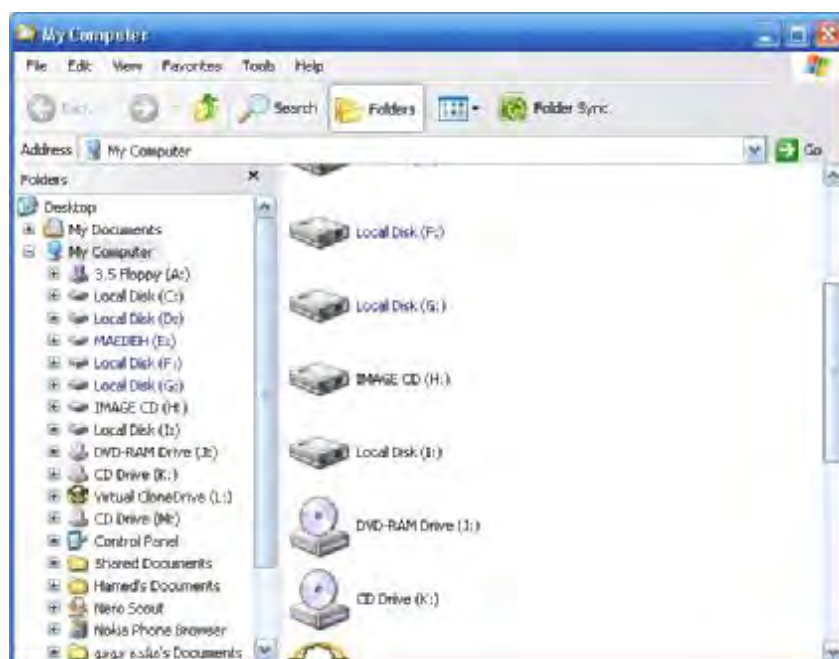 My Computer
File Edit View Favorites Tools Help
Back Search Folders Folder Sync
Address My Computer Go
Folders
Desktop
My Documents
My Computer
3.5 Floppy (A:)
Local Disk (C:)
Local Disk (D:)
MAEDEH (E:)
Local Disk (F:)
Local Disk (G:)
IMAGE CD (H:)
Local Disk (I:)
DVD-RAM Drive (J:)
CD Drive (K:)
Virtual CloneDrive (L:)
CD Drive (M:)
Control Panel
Shared Documents
Hamed's Documents
Nero Scout
Nokia Phone Browser
's Documents
Local Disk (F:)
Local Disk (G:)
IMAGE CD (H:)
Local Disk (I:)
DVD-RAM Drive (J:)
CD Drive (K:)